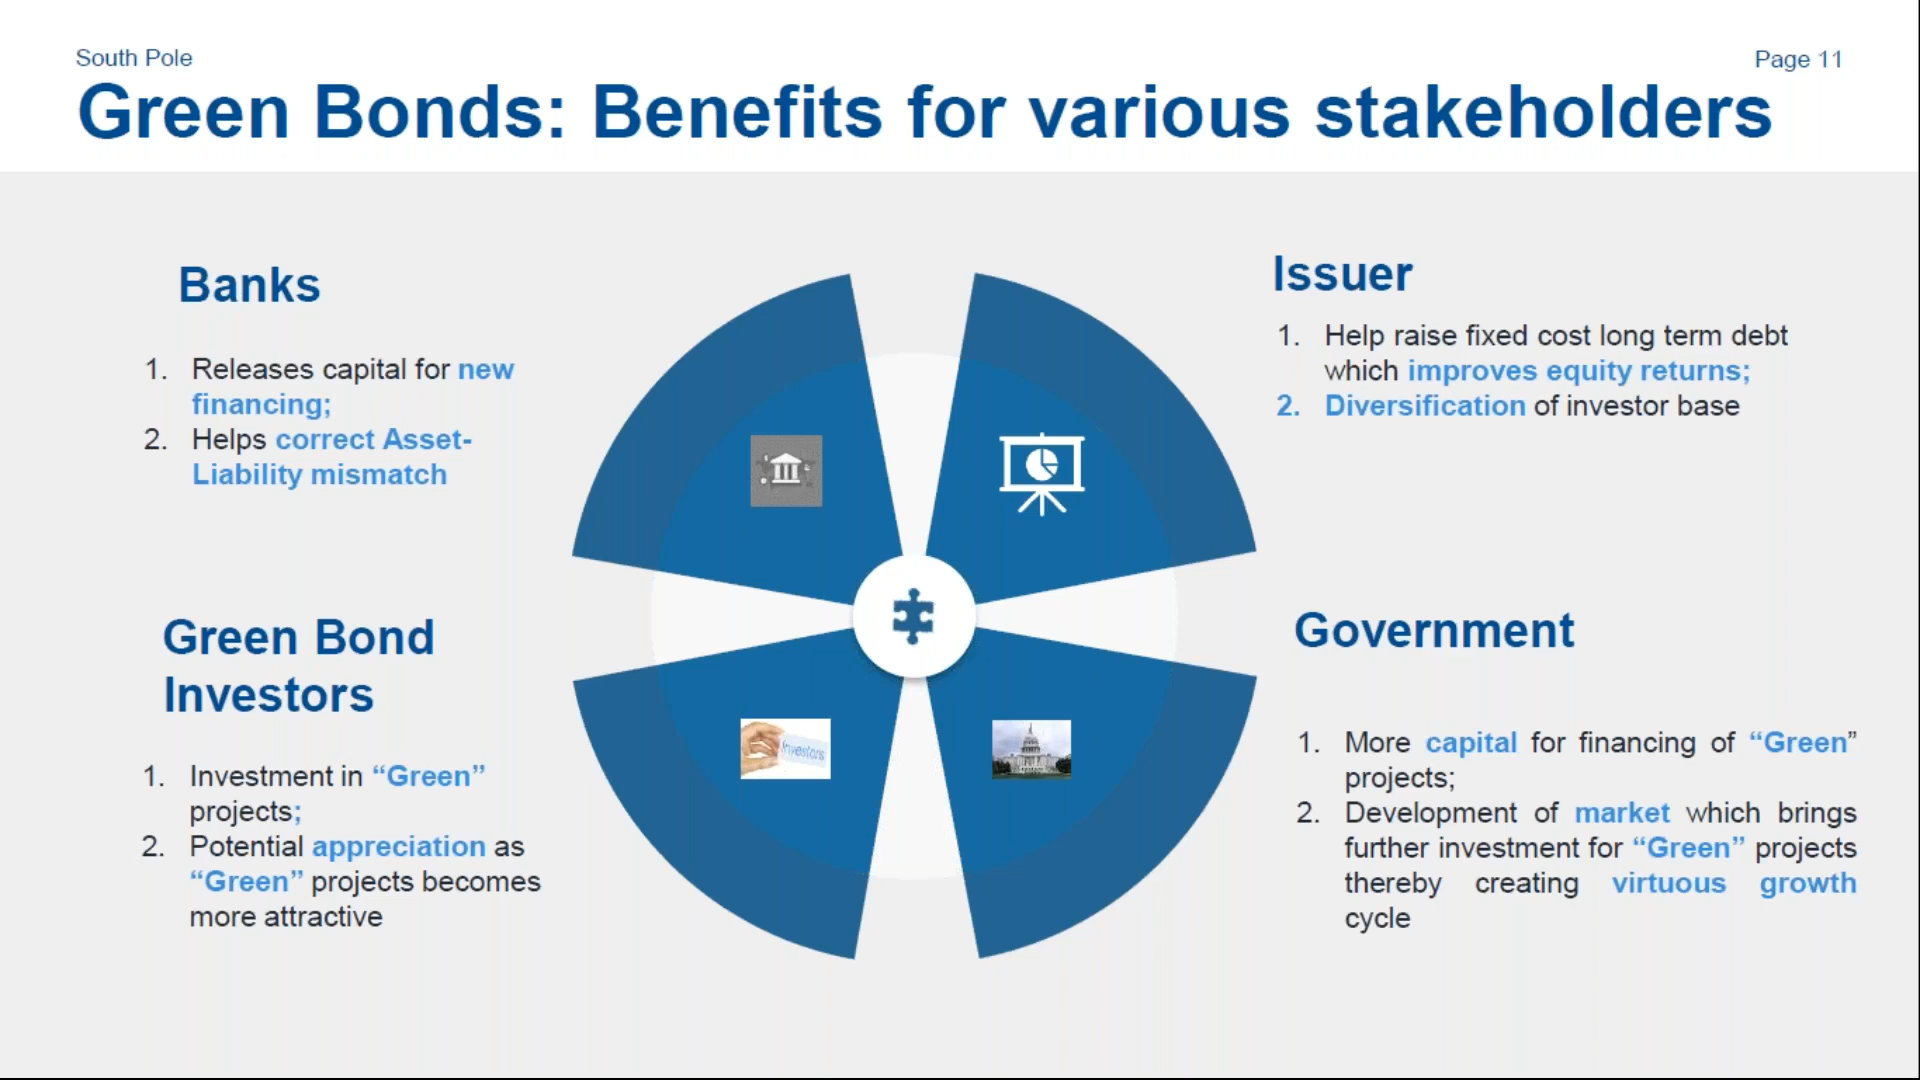 South Pole
Page 11
Green Bonds: Benefits for various stakeholders
Banks
1. Releases capital for new
financing;
2. Helps correct Asset-
Liability mismatch
Issuer
1. Help raise fixed cost long term debt
which improves equity returns;
2. Diversification of investor base
Green Bond
Investors
1. Investment in “Green”
projects;
2. Potential appreciation as
“Green” projects becomes
more attractive
Investors
Government
1. More capital for financing of “Green”
projects;
2. Development of market which brings
further investment for “Green” projects
thereby creating virtuous growth
cycle